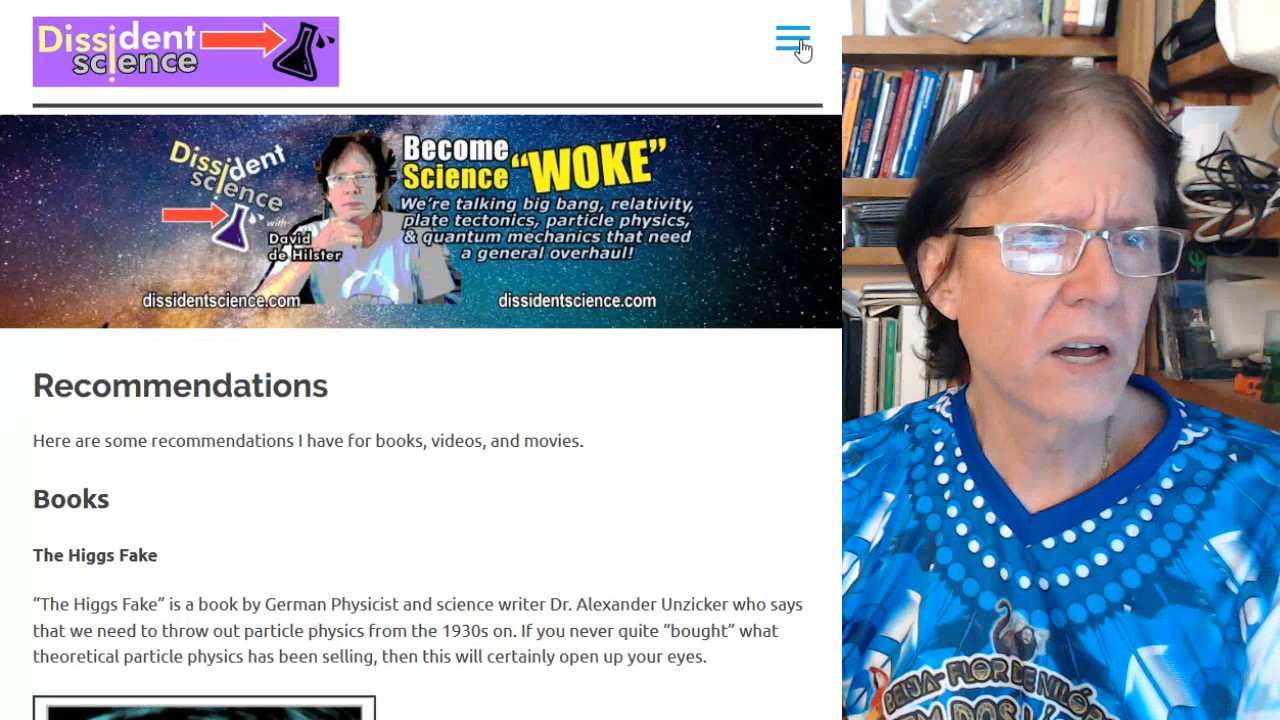 Dissident
science
Dissident
science
with
David
de Hilster
dissidentscience.com
Become
Science "WOKE"
We're talking big bang, relativity,
plate tectonics, particle physics,
& quantum mechanics that need
a general overhaul!
dissidentscience.com
Recommendations
Here are some recommendations I have for books, videos, and movies.
Books
The Higgs Fake
“The Higgs Fake” is a book by German Physicist and science writer Dr. Alexander Unzicker who says
that we need to throw out particle physics from the 1930s on. If you never quite “bought” what
theoretical particle physics has been selling, then this will certainly open up your eyes.
BEIJA-FLOR DE NILÓ